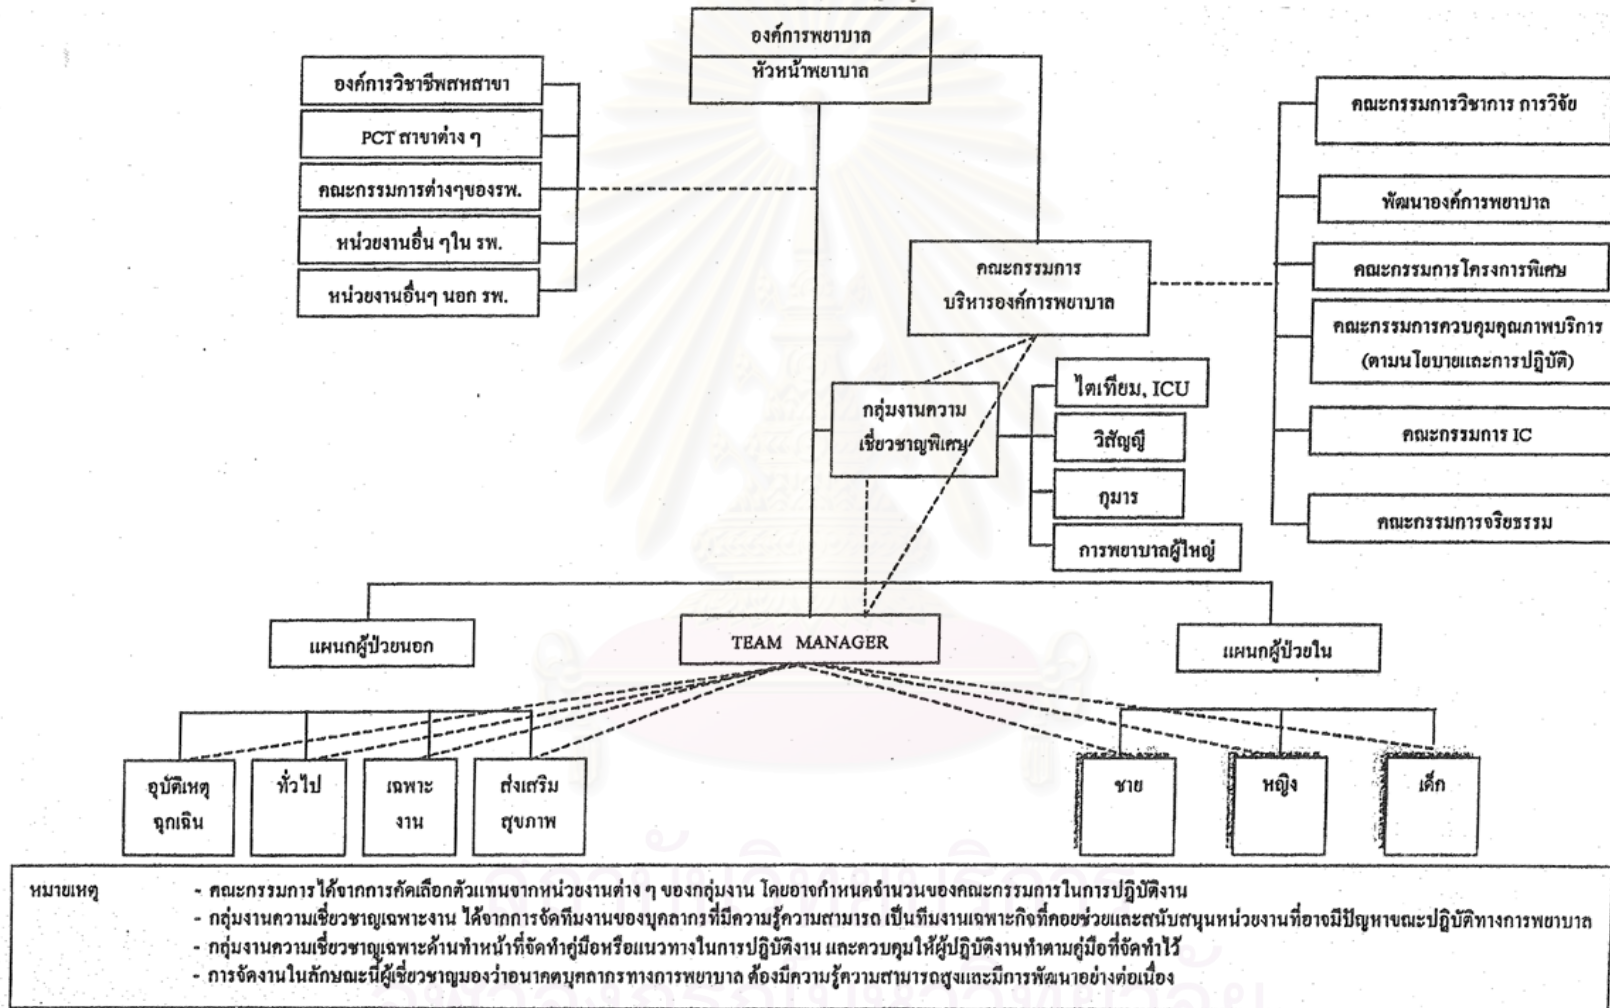 องค์การพยาบาล
หัวหน้าพยาบาล
องค์การวิชาชีพสหสาขา
PCT สาขาต่าง ๆ
คณะกรรมการต่างๆของรพ.
หน่วยงานอื่น ๆใน รพ.
หน่วยงานอื่นๆ นอก รพ.
คณะกรรมการ
บริหารองค์การพยาบาล
คณะกรรมการวิชาการ การวิจัย
พัฒนาองค์การพยาบาล
คณะกรรมการโครงการพิเศษ
คณะกรรมการควบคุมคุณภาพบริการ
(ตามนโยบายและการปฏิบัติ)
คณะกรรมการ IC
คณะกรรมการจริยธรรม
กลุ่มงานความ
เชี่ยวชาญพิเศษ
ไตเทียม, ICU
วิสัญญี
กุมาร
การพยาบาลผู้ใหญ่
แผนกผู้ป่วยนอก
TEAM MANAGER
แผนกผู้ป่วยใน
อุบัติเหตุ
ฉุกเฉิน
ทั่วไป
เฉพาะ
งาน
ส่งเสริม
สุขภาพ
ชาย
หญิง
เด็ก
หมายเหตุ - คณะกรรมการได้จากการคัดเลือกตัวแทนจากหน่วยงานต่าง ๆ ของกลุ่มงาน โดยอาจกำหนดจำนวนของคณะกรรมการในการปฏิบัติงาน
- กลุ่มงานความเชี่ยวชาญเฉพาะงาน ได้จากการจัดทีมงานของบุคลากรที่มีความรู้ความสามารถ เป็นทีมงานเฉพาะกิจที่คอยช่วยและสนับสนุนหน่วยงานที่อาจมีปัญหาขณะปฏิบัติทางการพยาบาล
- กลุ่มงานความเชี่ยวชาญเฉพาะด้านทำหน้าที่จัดทำคู่มือหรือแนวทางในการปฏิบัติงาน และควบคุมให้ผู้ปฏิบัติงานทำตามคู่มือที่จัดทำไว้
- การจัดงานในลักษณะนี้ผู้เชี่ยวชาญมองว่าอนาคตบุคลากรทางการพยาบาล ต้องมีความรู้ความสามารถสูงและมีการพัฒนาอย่างต่อเนื่อง
สถาบันวิทยบริการ
จุฬาลงกรณ์มหาวิทยาลัย